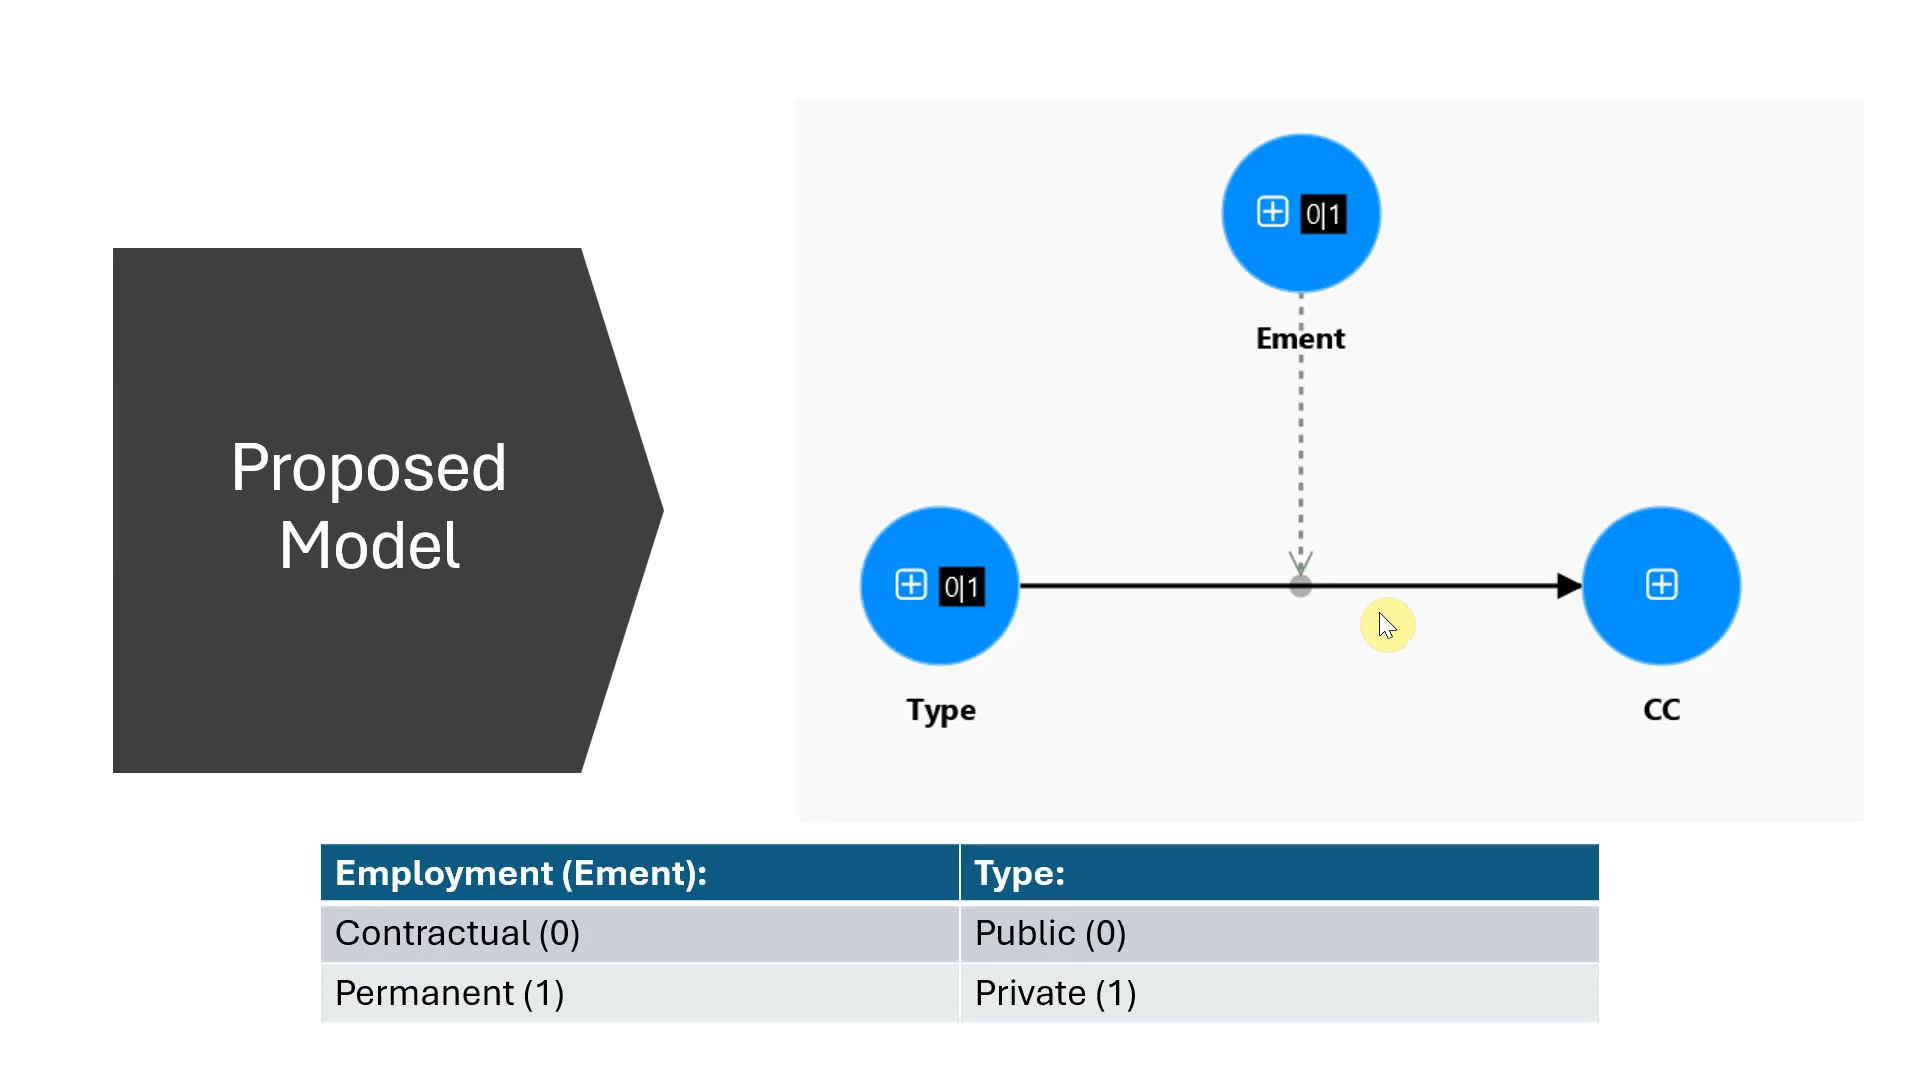 Proposed
Model
0|1
Ement
0|1
Type
CC
Employment (Ement): Type:
Contractual (0) Public (0)
Permanent (1) Private (1)